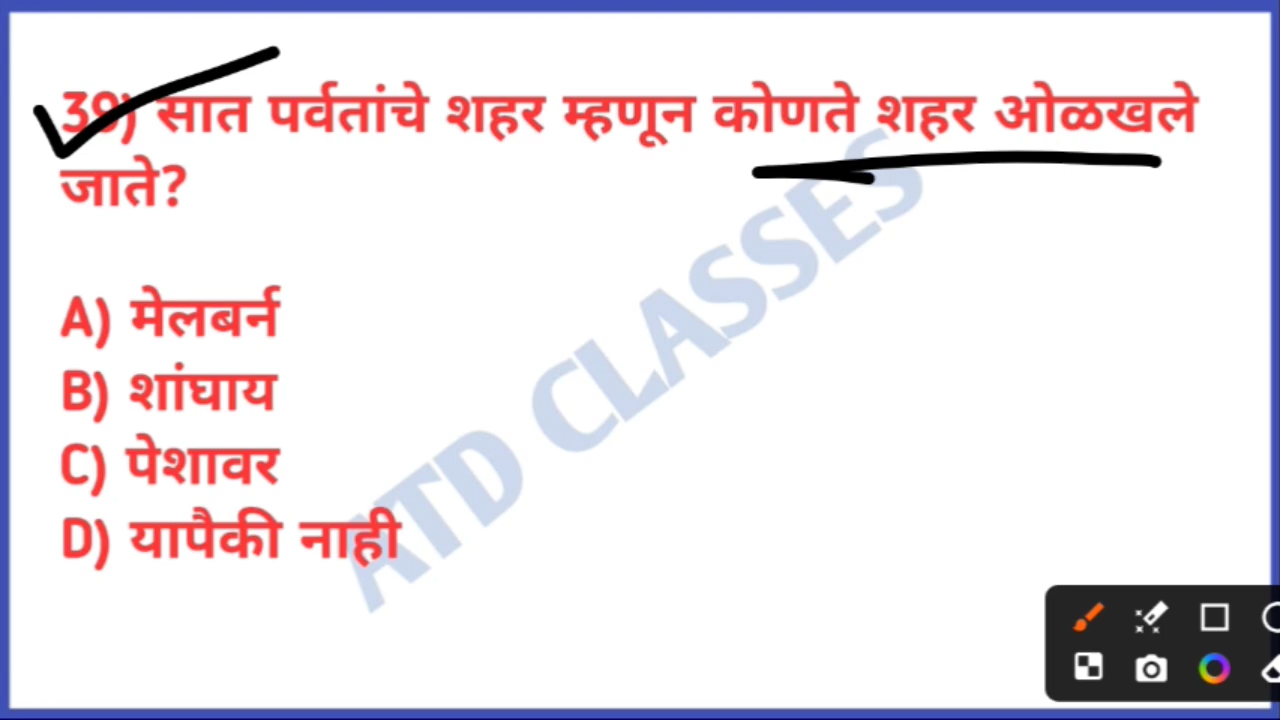 39) सात पर्वतांचे शहर म्हणून कोणते शहर ओळखले
जाते?
A) मेलबर्न
B) शांघाय
C) पेशावर
D) यापैकी नाही
ATD CLASSES